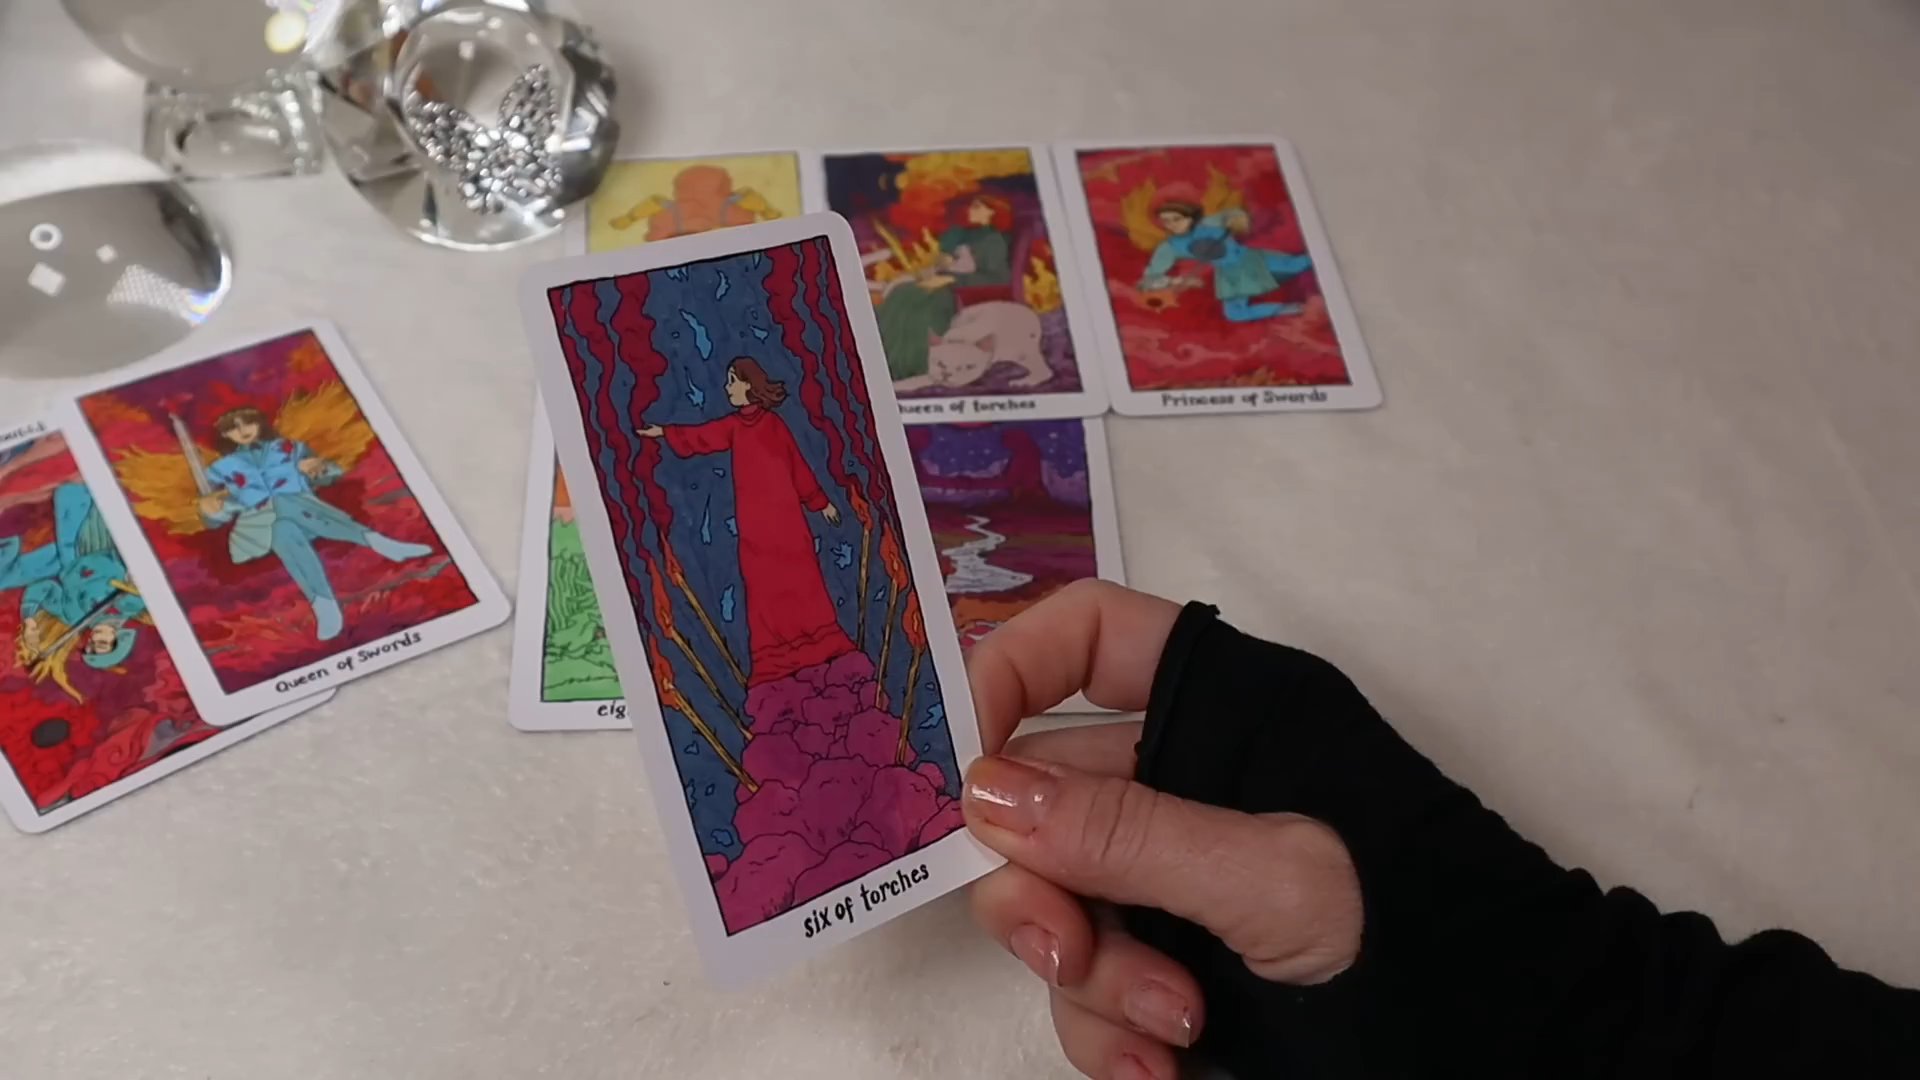 Queen of torches
Princess of Swords
Queen of Swords
six of torches